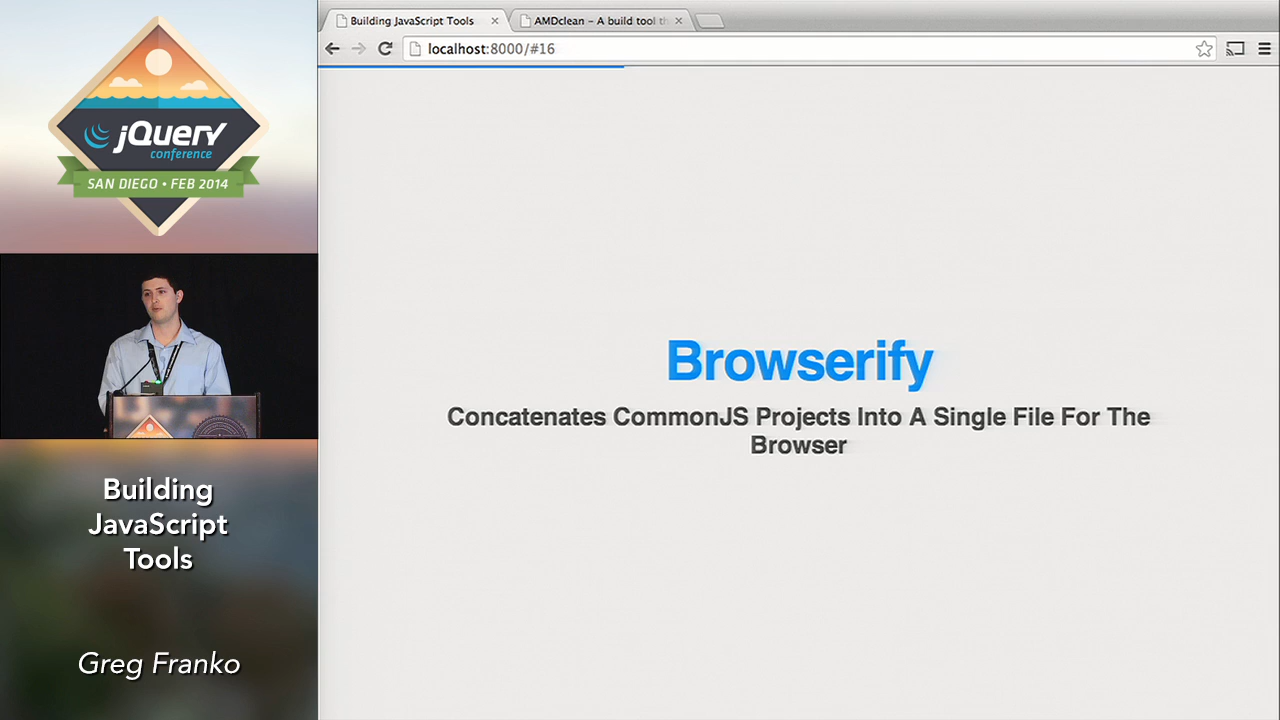 jQuery
conference
SAN DIEGO • FEB 2014
Building
JavaScript
Tools
Greg Franko
Building JavaScript Tools
AMDclean – A build tool th
localhost:8000/#16
Browserify
Concatenates CommonJS Projects Into A Single File For The
Browser